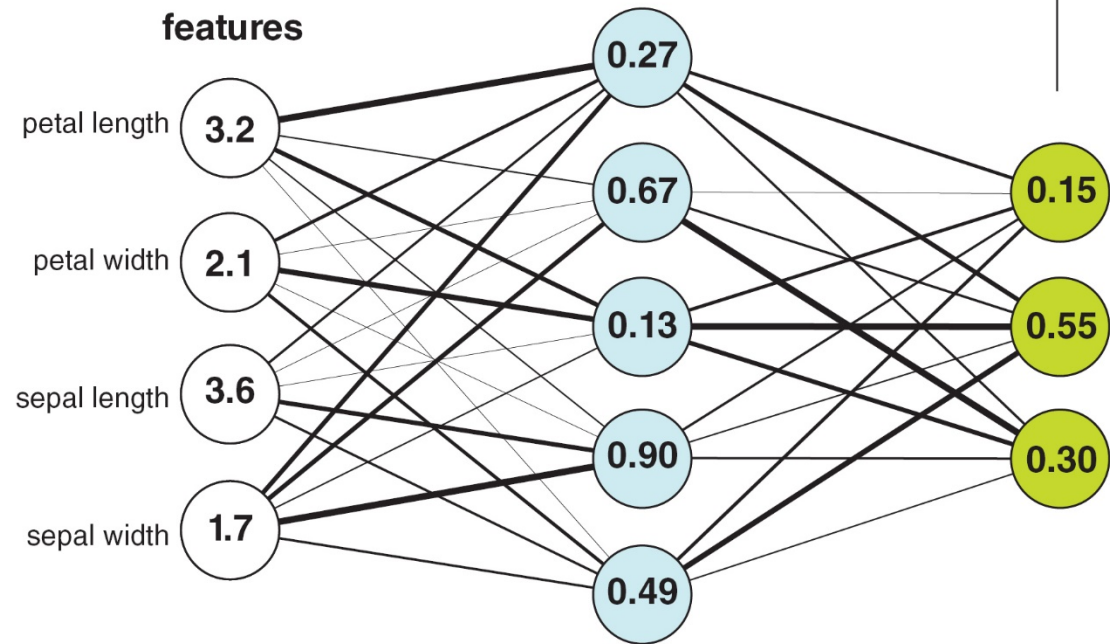 features
petal length
3.2
petal width
2.1
sepal length
3.6
sepal width
1.7
0.27
0.67
0.13
0.90
0.49
0.15
0.55
0.30